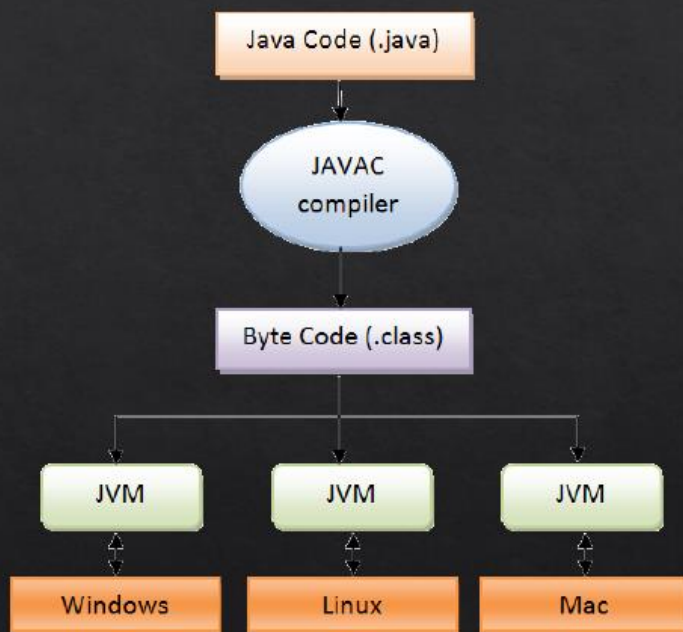 Java Code (.java)
JAVAC
compiler
Byte Code (.class)
JVM
JVM
JVM
Windows
Linux
Mac